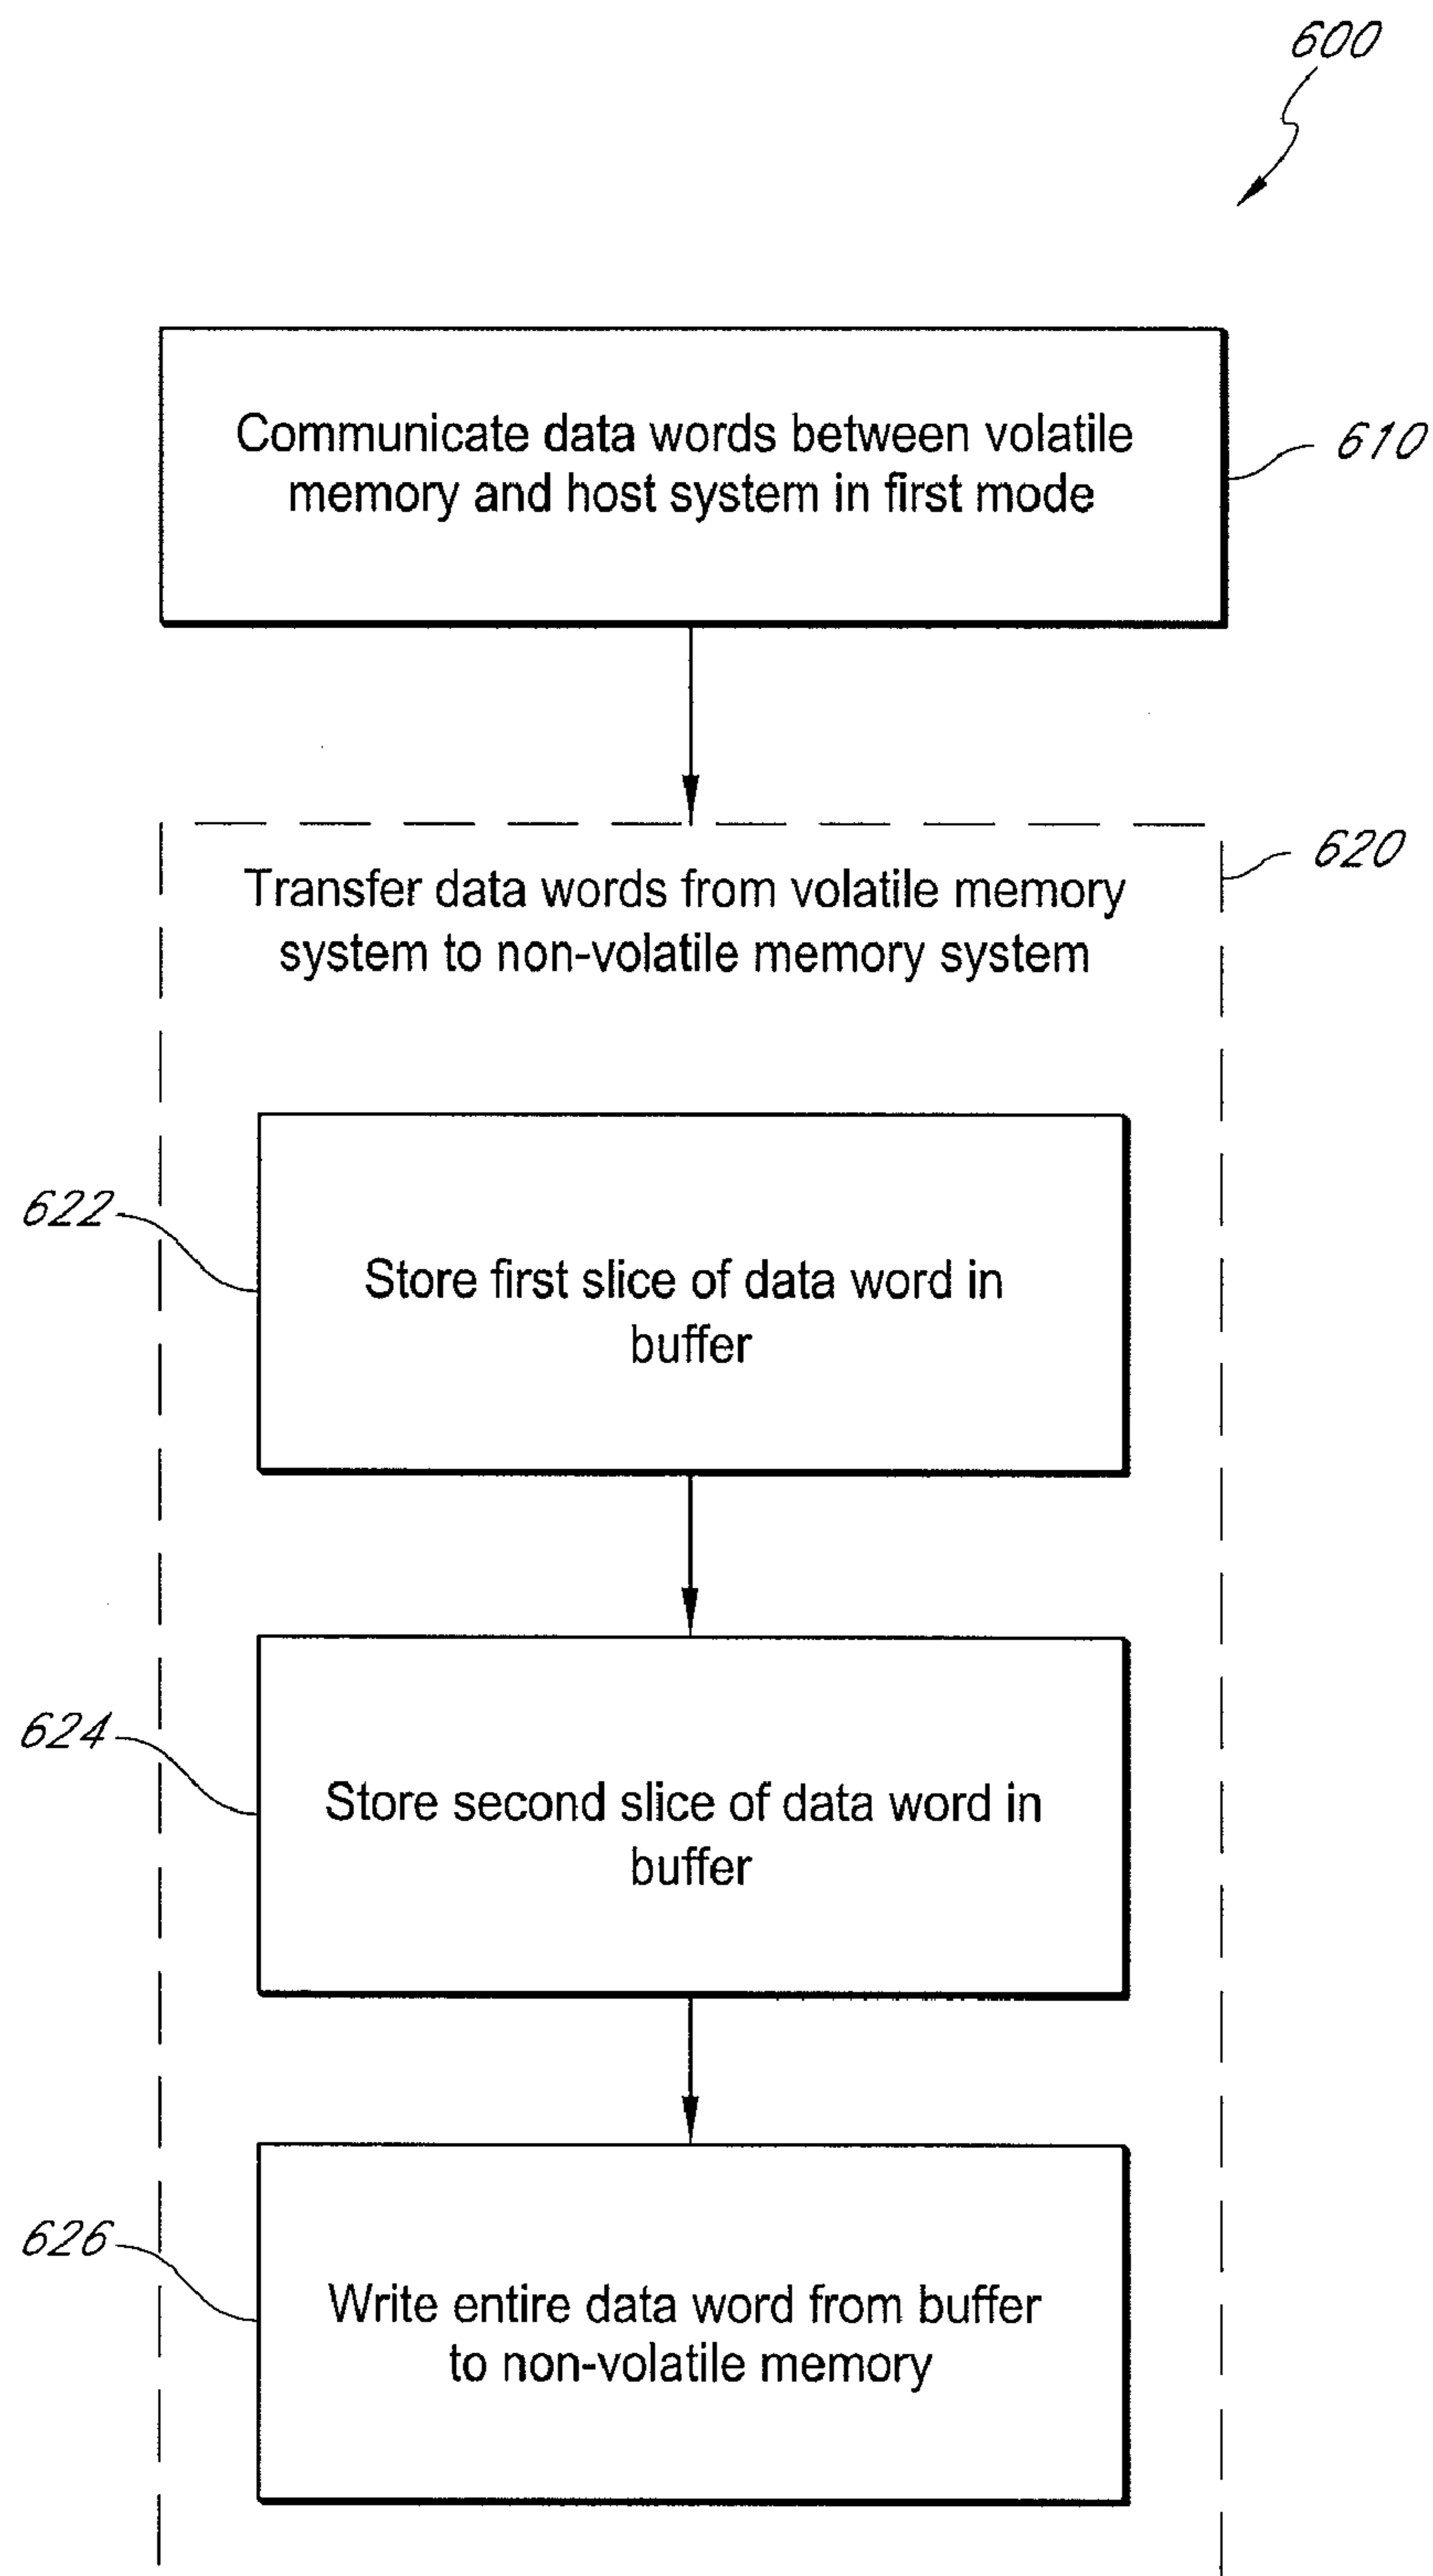 600
Communicate data words between volatile
memory and host system in first mode
610
620
Transfer data words from volatile memory
system to non-volatile memory system
622
Store first slice of data word in
buffer
624
Store second slice of data word in
buffer
626
Write entire data word from buffer
to non-volatile memory